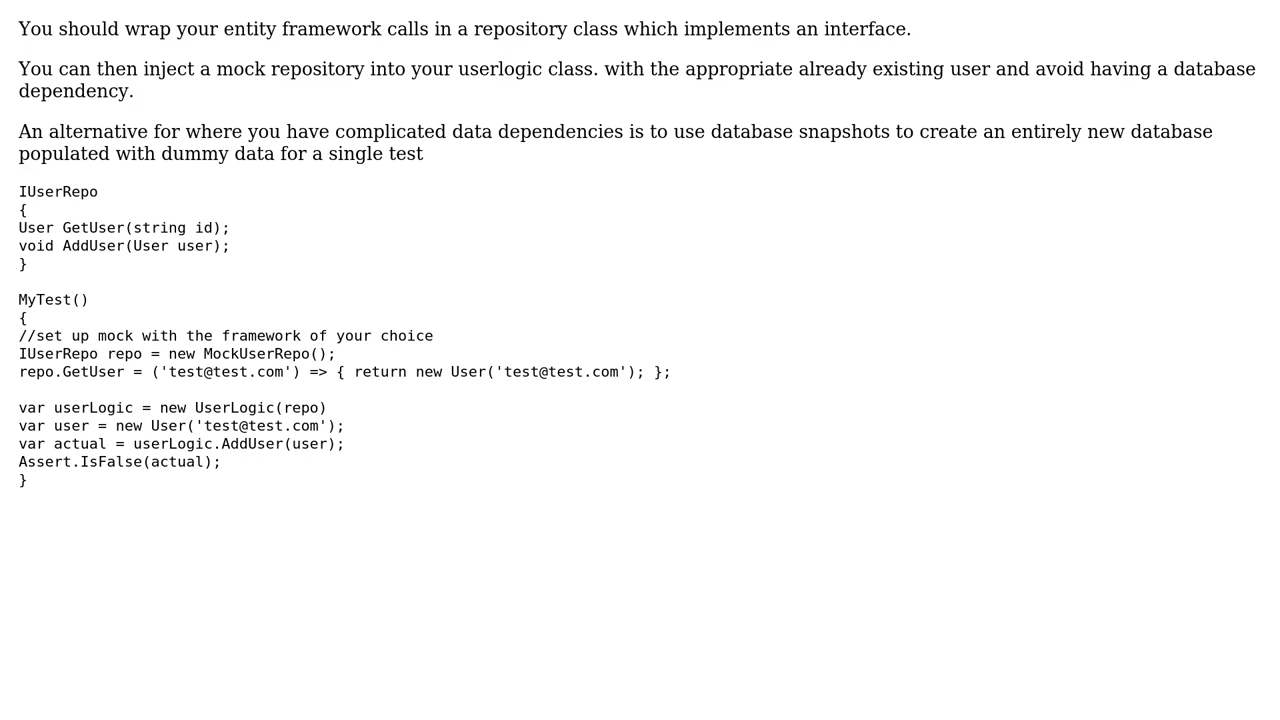 You should wrap your entity framework calls in a repository class which implements an interface.
You can then inject a mock repository into your userlogic class. with the appropriate already existing user and avoid having a database
dependency.
An alternative for where you have complicated data dependencies is to use database snapshots to create an entirely new database
populated with dummy data for a single test
IUserRepo
{
User GetUser(string id);
void AddUser(User user);
}
MyTest()
{
//set up mock with the framework of your choice
IUserRepo repo = new MockUserRepo();
repo.GetUser = ('test@test.com') => { return new User('test@test.com'); };
var userLogic = new UserLogic(repo)
var user = new User('test@test.com');
var actual = userLogic.AddUser(user);
Assert.IsFalse(actual);
}